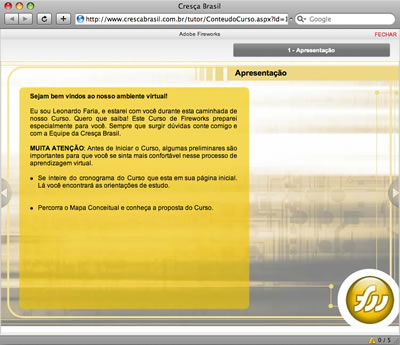 Cresça Brasil
http://www.crescabrasil.com.br/tutor/ConteudoCurso.aspx?Id=1
Google
Adobe Fireworks
FECHAR
1 - Apresentação
Apresentação
Sejam bem vindos ao nosso ambiente virtual!
Eu sou Leonardo Faria, e estarei com você durante esta caminhada de
nosso Curso. Quero que saiba! Este Curso de Fireworks preparei
especialmente para você. Sempre que surgir dúvidas conte comigo e
com a Equipe da Cresça Brasil.
MUITA ATENÇÃO: Antes de Iniciar o Curso, algumas preliminares são
importantes para que você se sinta mais confortável nesse processo de
aprendizagem virtual.
• Se inteire do cronograma do Curso que esta em sua página inicial.
Lá você encontrará as orientações de estudo.
• Percorra o Mapa Conceitual e conheça a proposta do Curso.
fw
0 / 5